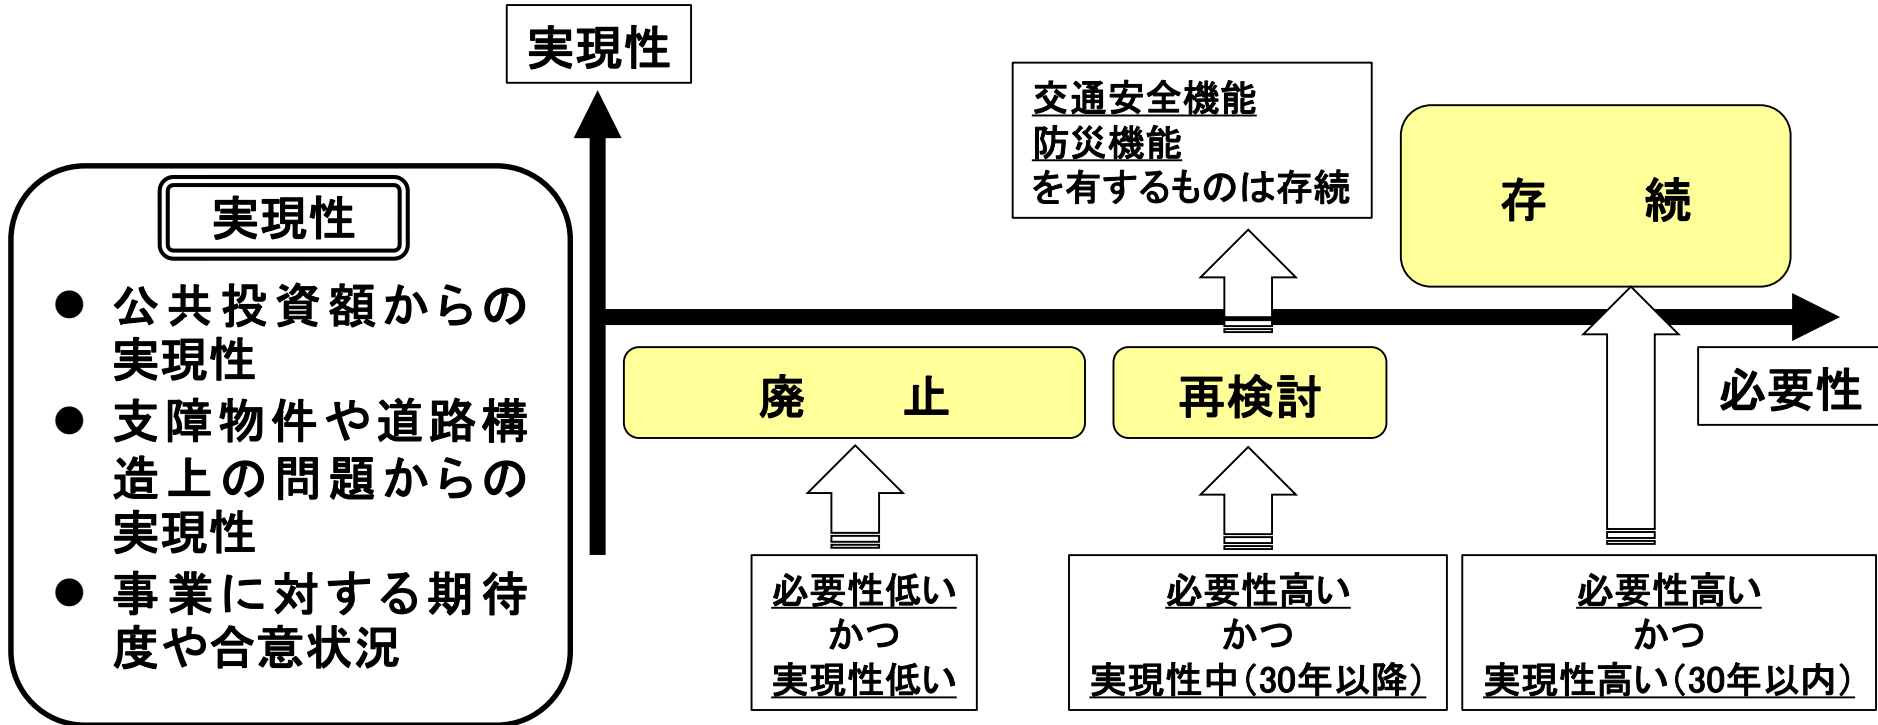 実現性
交通安全機能
防災機能
を有するものは存続
存　続
実現性
● 公共投資額からの
実現性
● 支障物件や道路構
造上の問題からの
実現性
● 事業に対する期待
度や合意状況
廃　止
再検討
必要性
必要性低い
かつ
実現性低い
必要性高い
かつ
実現性中(30年以降)
必要性高い
かつ
実現性高い(30年以内)